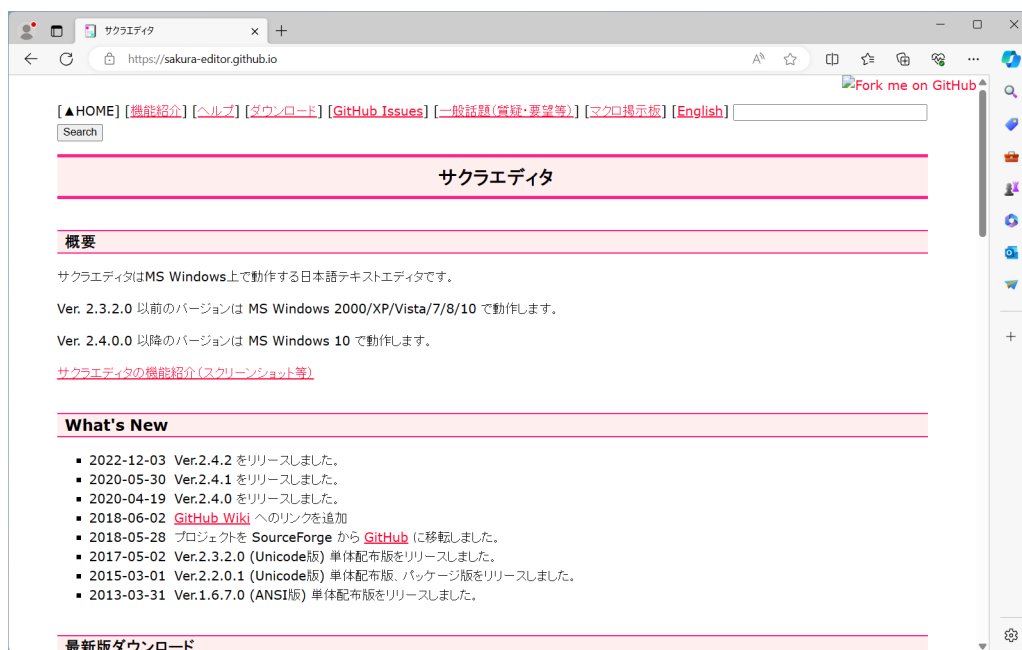 サクラエディタ
https://sakura-editor.github.io
Fork me on GitHub
[▲HOME] [機能紹介] [ヘルプ] [ダウンロード] [GitHub Issues] [一般話題(質疑・要望等)] [マクロ掲示板] [English]
Search
サクラエディタ
概要
サクラエディタはMS Windows上で動作する日本語テキストエディタです。
Ver. 2.3.2.0 以前のバージョンは MS Windows 2000/XP/Vista/7/8/10 で動作します。
Ver. 2.4.0.0 以降のバージョンは MS Windows 10 で動作します。
サクラエディタの機能紹介(スクリーンショット等)
What's New
2022-12-03 Ver.2.4.2 をリリースしました。
2020-05-30 Ver.2.4.1 をリリースしました。
2020-04-19 Ver.2.4.0 をリリースしました。
2018-06-02 GitHub Wiki へのリンクを追加
2018-05-28 プロジェクトを SourceForge から GitHub に移転しました。
2017-05-02 Ver.2.3.2.0 (Unicode版) 単体配布版をリリースしました。
2015-03-01 Ver.2.2.0.1 (Unicode版) 単体配布版、パッケージ版をリリースしました。
2013-03-31 Ver.1.6.7.0 (ANSI版) 単体配布版をリリースしました。
最新版ダウンロード